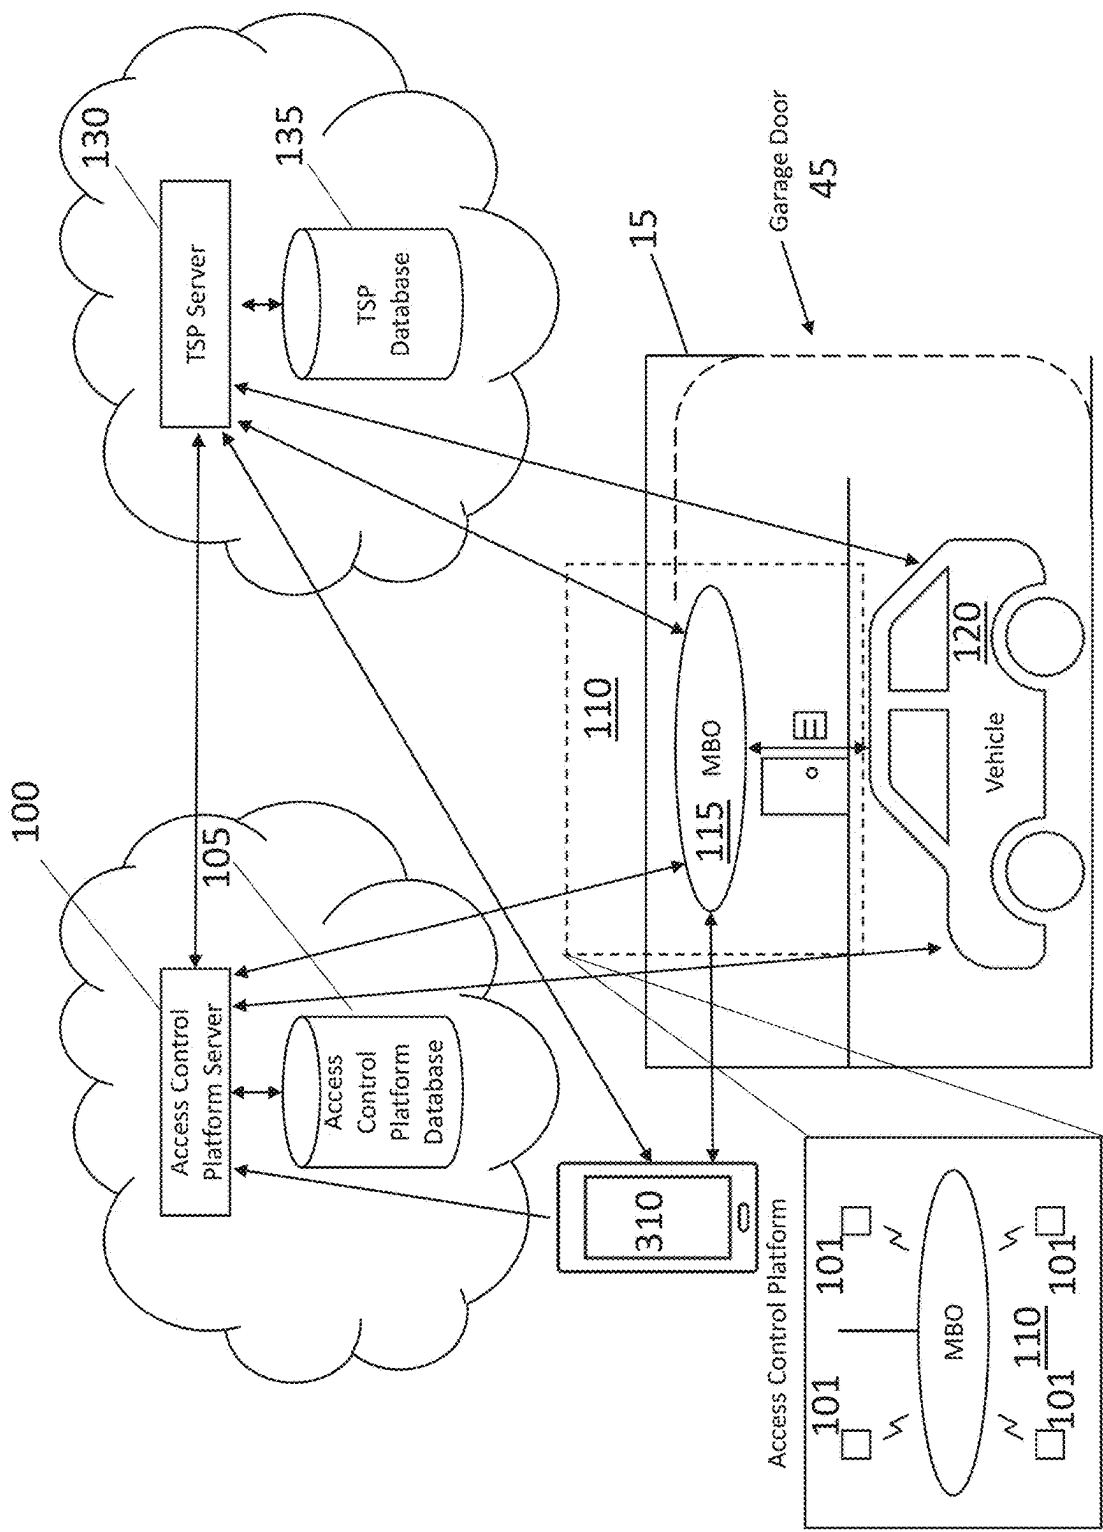 100
130
Access Control
Platform Server
105
TSP Server
135
Access
Control
Platform
Database
TSP
Database
310
110
15
MBO
115
Garage Door
45
Vehicle
120
Access Control Platform
101
101
MBO
110
101
101